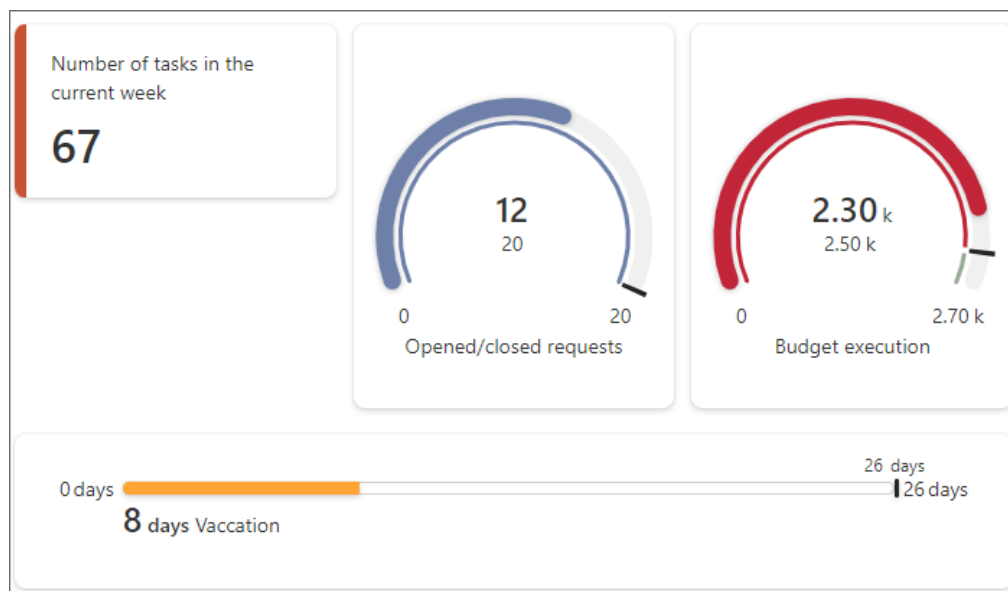 Number of tasks in the
current week
67
12
20
0
20
Opened/closed requests
2.30 k
2.50 k
0
2.70 k
Budget execution
26 days
0 days
26 days
8 days Vaccation